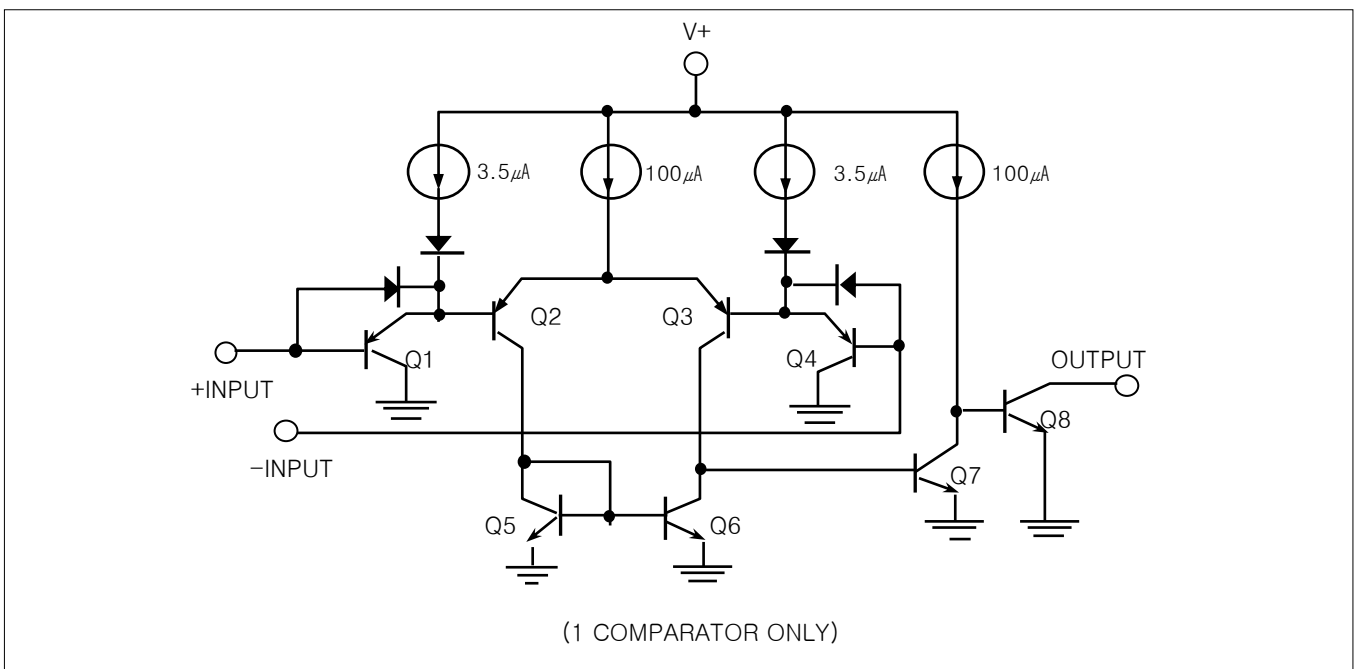 V+
3.5㎂
100㎂
3.5㎂
100㎂
Q2
Q3
Q1
Q4
OUTPUT
+INPUT
Q8
-INPUT
Q7
Q5
Q6
(1 COMPARATOR ONLY)